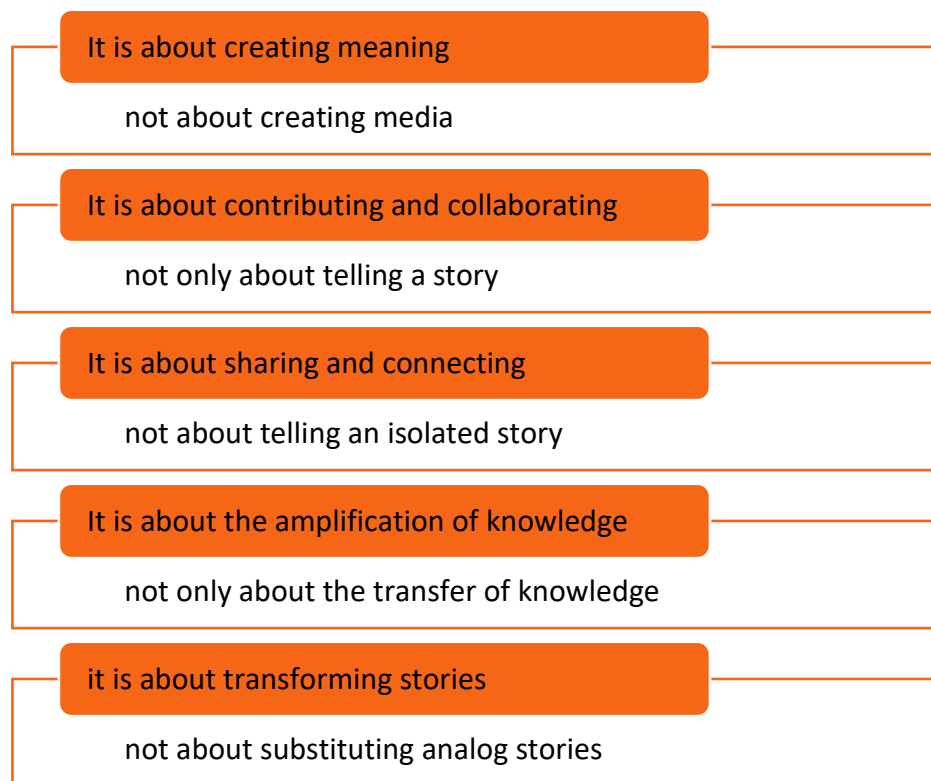 It is about creating meaning
not about creating media
It is about contributing and collaborating
not only about telling a story
It is about sharing and connecting
not about telling an isolated story
It is about the amplification of knowledge
not only about the transfer of knowledge
it is about transforming stories
not about substituting analog stories